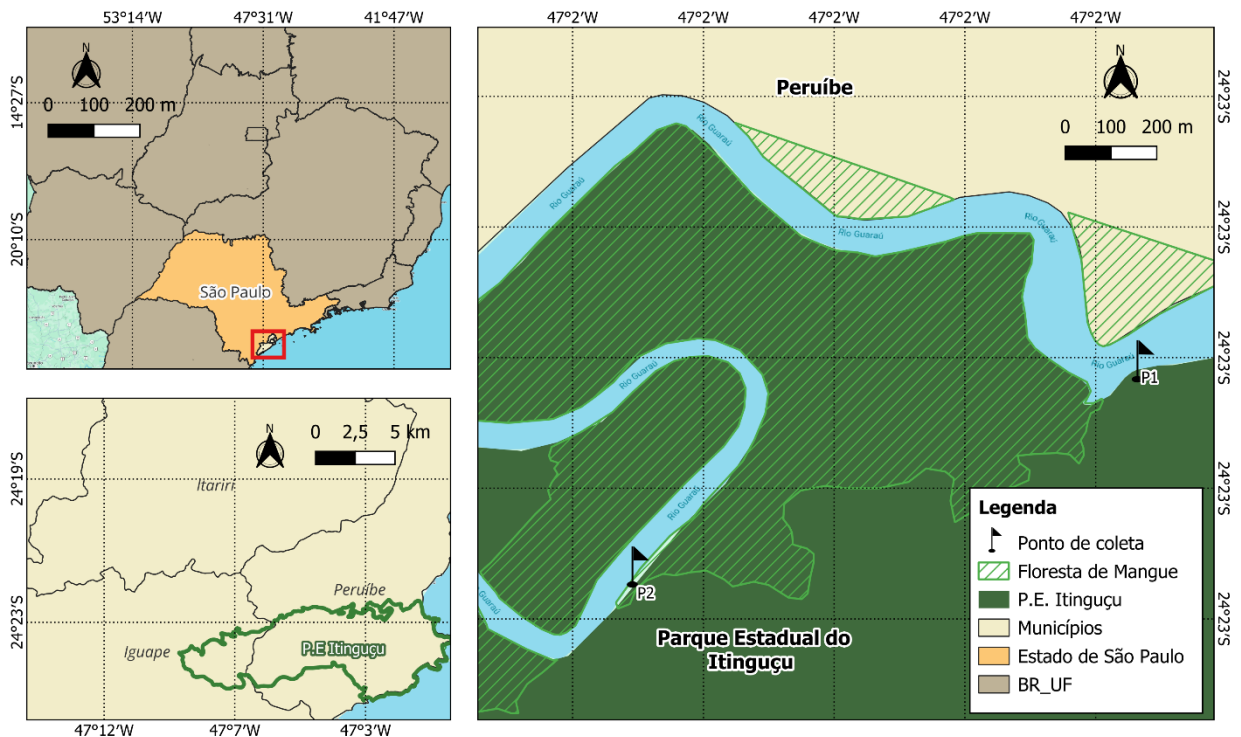 53°14'W 47°31'W 41°47'W
N
0 100 200 m
14°27'S
20°10'S
São Paulo
N
0 2,5 5 km
24°19'S
24°23'S
Itariri
Peruíbe
Iguape
P.E Itinguçu
47°12'W 47°7'W 47°3'W
47°2'W 47°2'W 47°2'W 47°2'W 47°2'W
N
Peruíbe
0 100 200 m
24°23'S
24°23'S
24°23'S
24°23'S
24°23'S
Rio Guaraú
Rio Guaraú
Rio Guaraú
Rio Guaraú
Rio Guaraú
Rio Guaraú
Rio Guaraú
Guaraú
P1
P2
Parque Estadual do
Itinguçu
Legenda
Ponto de coleta
Floresta de Mangue
P.E. Itinguçu
Municípios
Estado de São Paulo
BR_UF